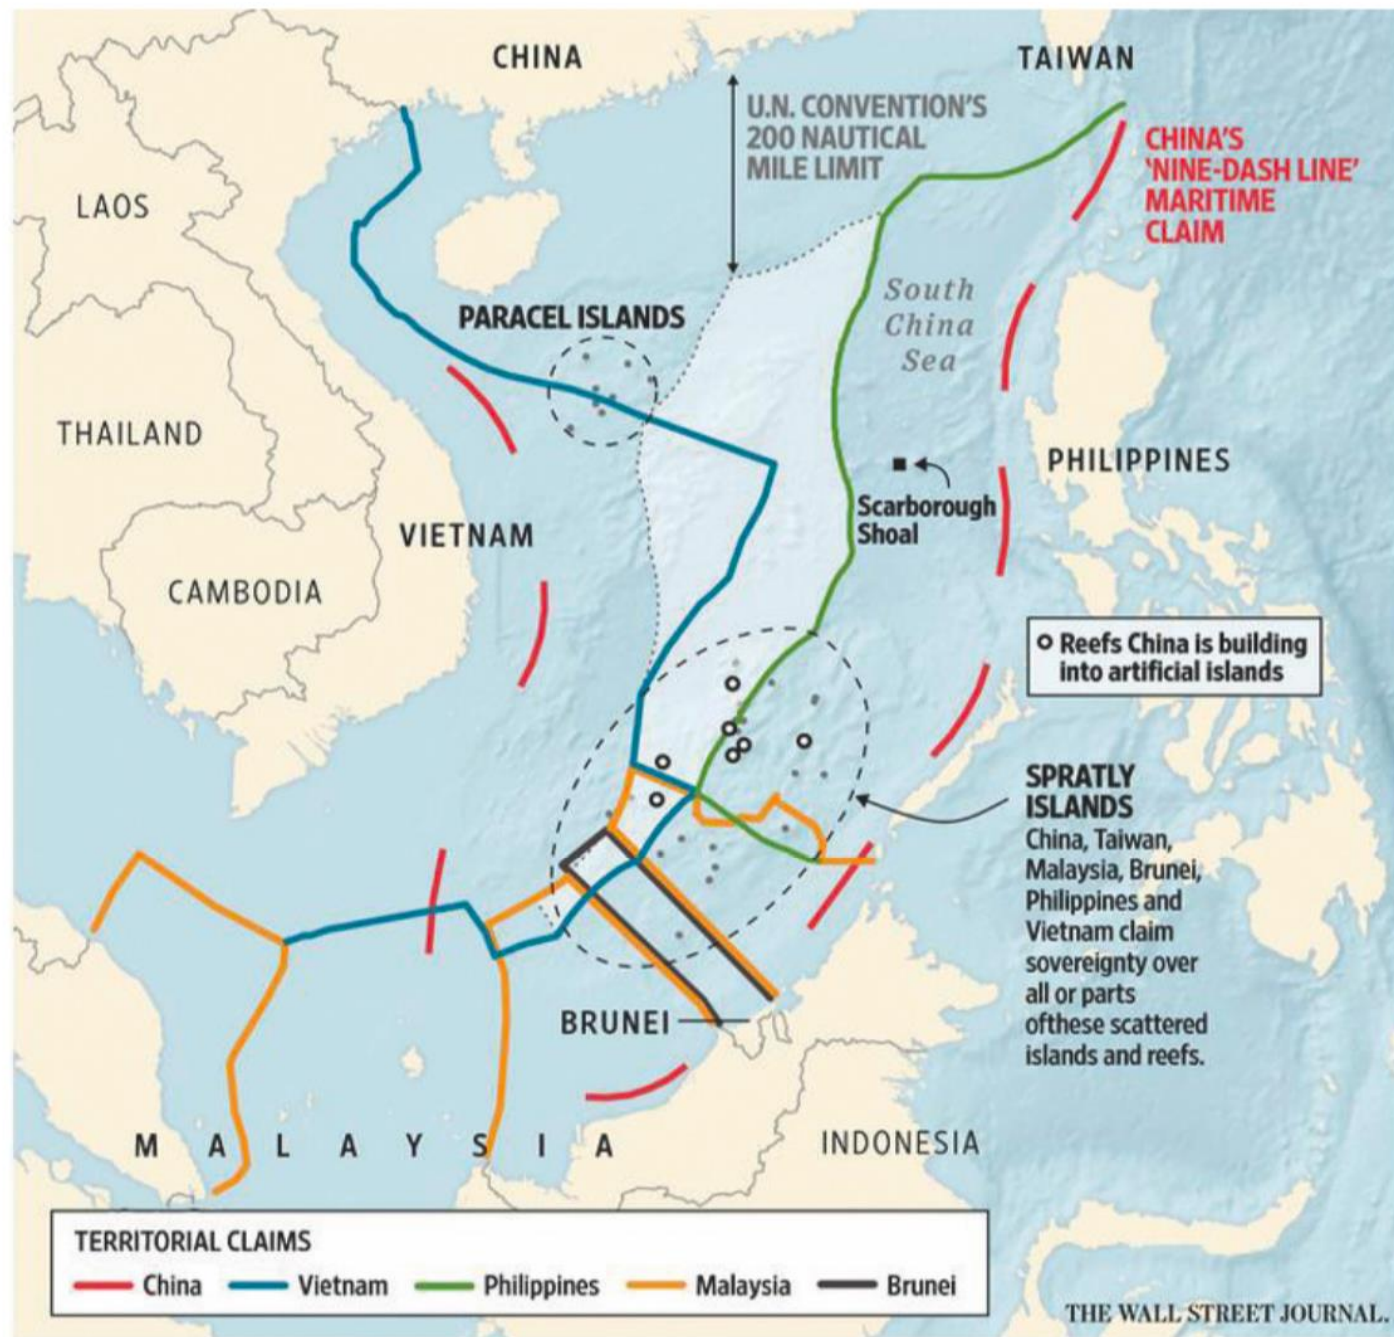 CHINA
TAIWAN
U.N. CONVENTION'S
200 NAUTICAL
MILE LIMIT
CHINA'S
'NINE-DASH LINE'
MARITIME
CLAIM
LAOS
South
China
Sea
PARACEL ISLANDS
THAILAND
PHILIPPINES
Scarborough
Shoal
VIETNAM
CAMBODIA
Reefs China is building
into artificial islands
SPRATLY
ISLANDS
China, Taiwan,
Malaysia, Brunei,
Philippines and
Vietnam claim
sovereignty over
all or parts
ofthese scattered
islands and reefs.
BRUNEI
MALAYSIA
INDONESIA
TERRITORIAL CLAIMS
China Vietnam Philippines Malaysia Brunei
THE WALL STREET JOURNAL.